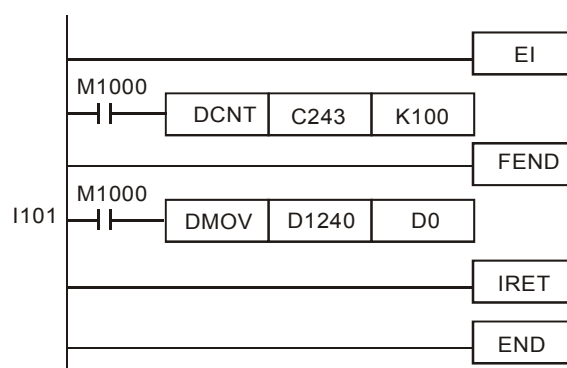 EI
M1000
DCNT C243 K100
FEND
M1000
I101 DMOV D1240 D0
IRET
END